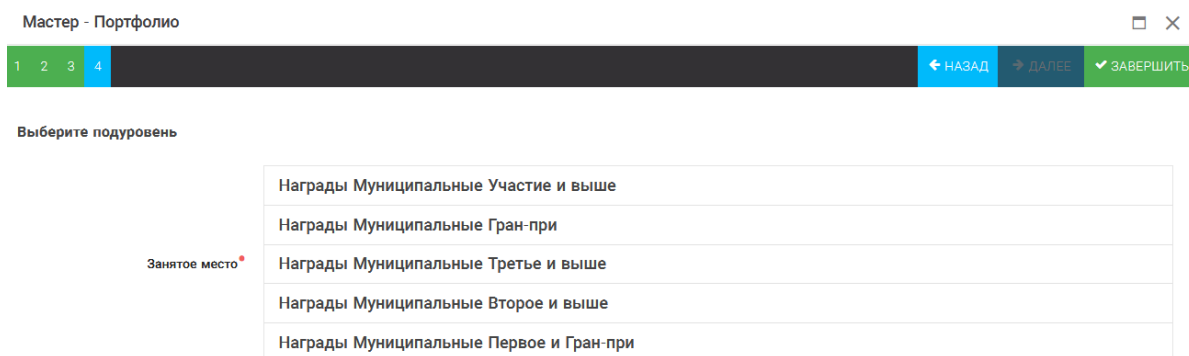 Мастер - Портфолио
1 2 3 4 НАЗАД ДАЛЕЕ ЗАВЕРШИТЬ
Выберите подуровень
Награды Муниципальные Участие и выше
Награды Муниципальные Гран-при
Занятое место Награды Муниципальные Третье и выше
Награды Муниципальные Второе и выше
Награды Муниципальные Первое и Гран-при